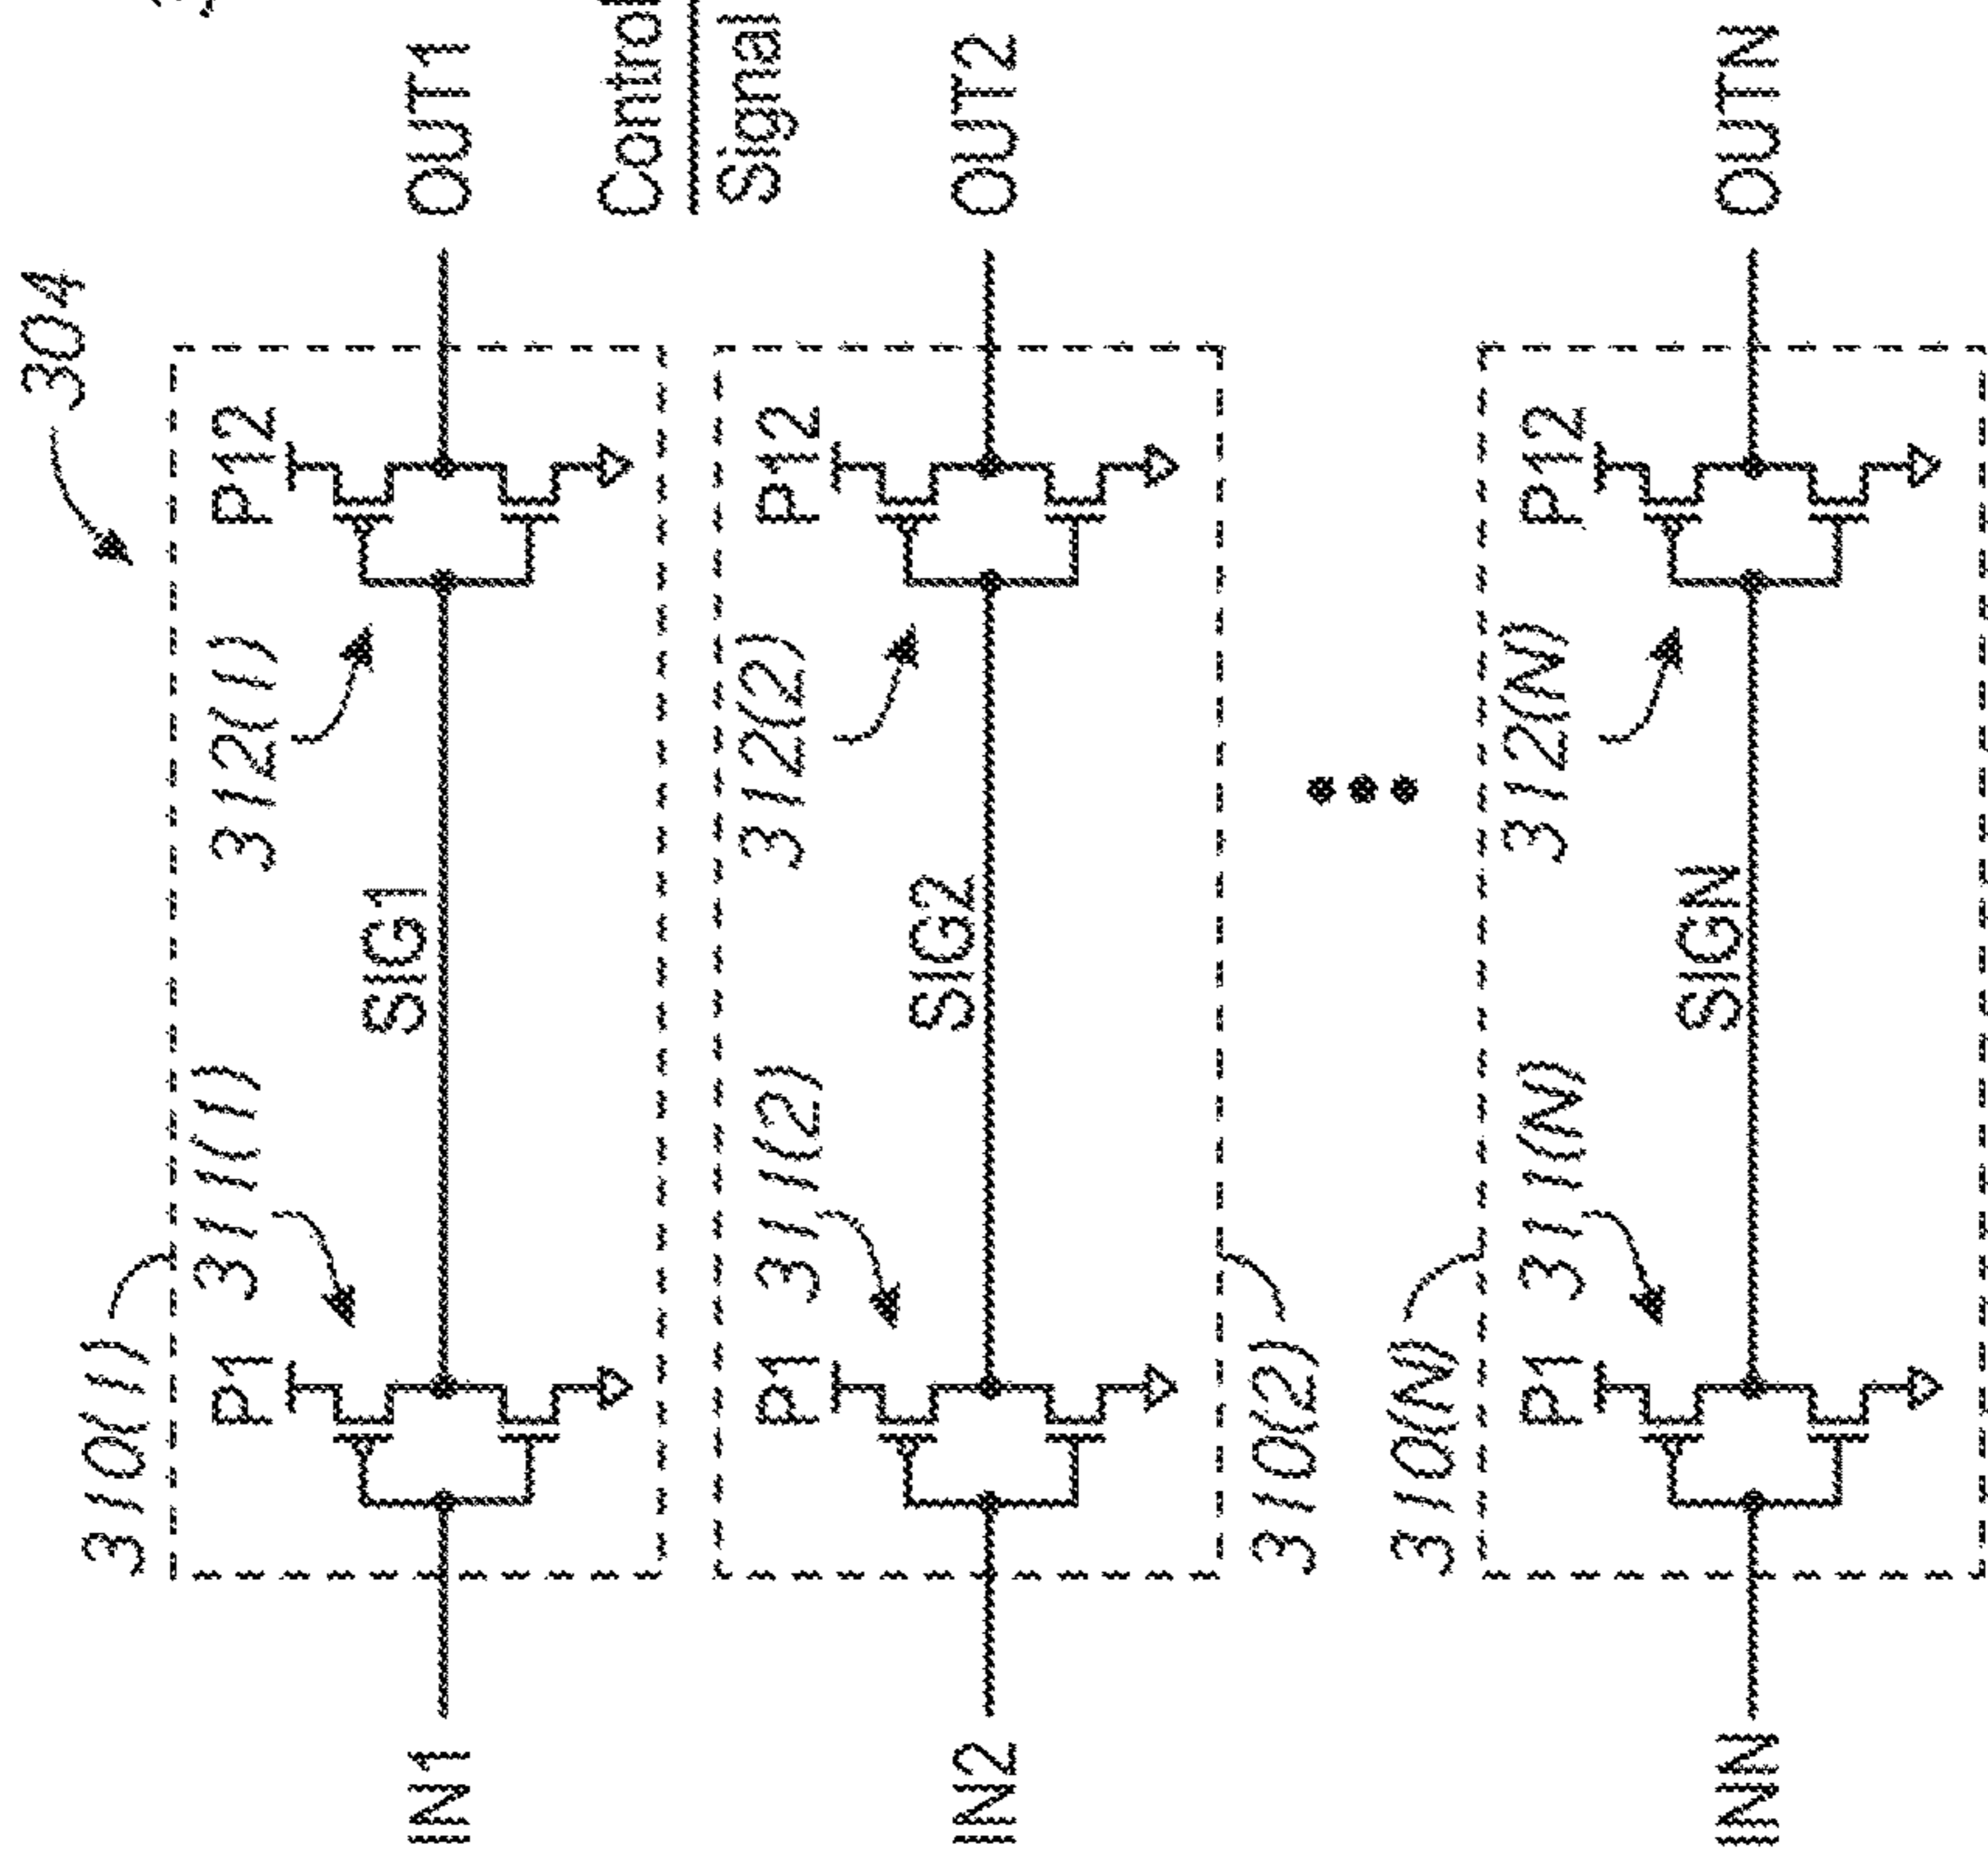 304
310(1)
P1 311(1)
312(1)
P12
IN1
SIG1
OUT1
Control
Signal
P1 311(2)
312(2)
P12
IN2
SIG2
OUT2
310(2)
310(N)
P1 311(N)
312(N)
P12
INN
SIGN
OUTN